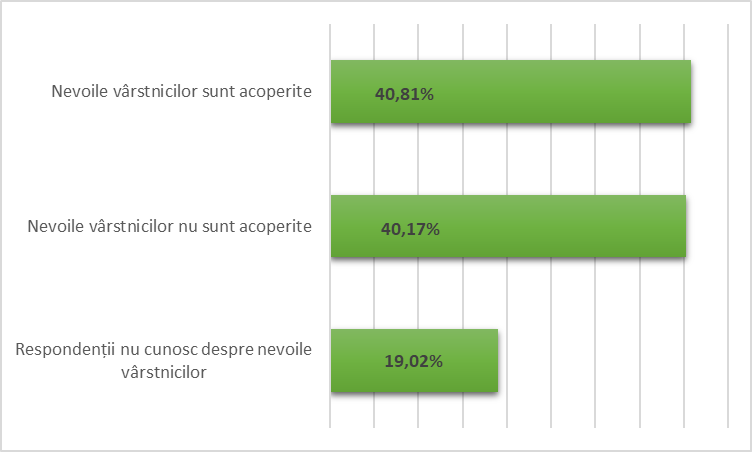 Nevoile vârstnicilor sunt acoperite
40,81%
Nevoile vârstnicilor nu sunt acoperite
40,17%
Respondenții nu cunosc despre nevoile
vârstnicilor
19,02%